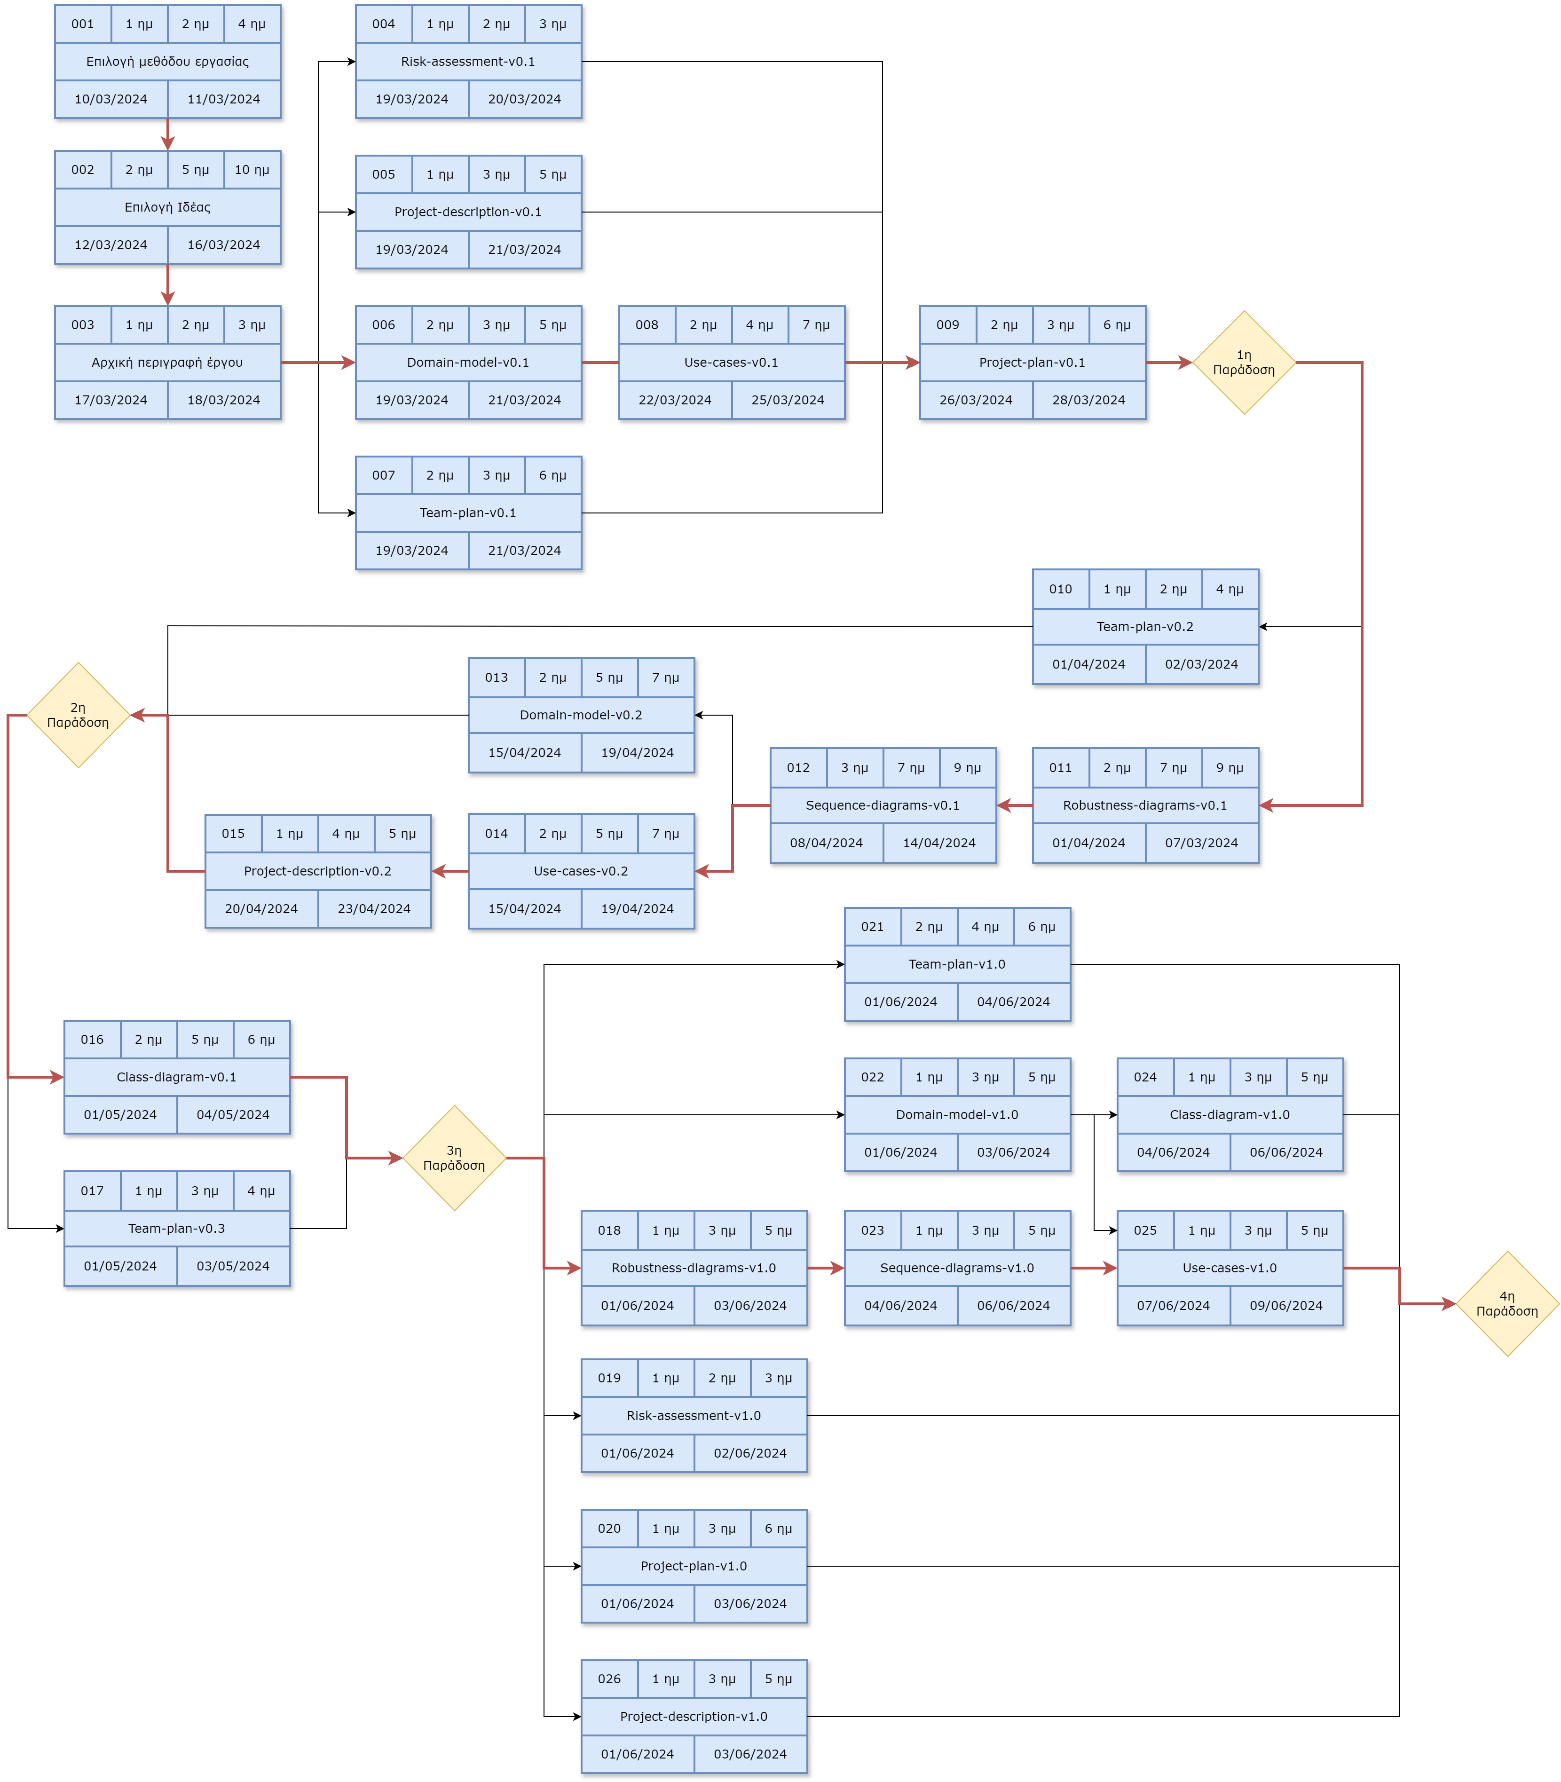 001 1 ημ 2 ημ 4 ημ
Επιλογή μεθόδου εργασίας
10/03/2024 11/03/2024
002 2 ημ 5 ημ 10 ημ
Επιλογή Ιδέας
12/03/2024 16/03/2024
003 1 ημ 2 ημ 3 ημ
Αρχική περιγραφή έργου
17/03/2024 18/03/2024
004 1 ημ 2 ημ 3 ημ
Risk-assessment-v0.1
19/03/2024 20/03/2024
005 1 ημ 3 ημ 5 ημ
Project-description-v0.1
19/03/2024 21/03/2024
006 2 ημ 3 ημ 5 ημ
Domain-model-v0.1
19/03/2024 21/03/2024
007 2 ημ 3 ημ 6 ημ
Team-plan-v0.1
19/03/2024 21/03/2024
008 2 ημ 4 ημ 7 ημ
Use-cases-v0.1
22/03/2024 25/03/2024
009 2 ημ 3 ημ 6 ημ
Project-plan-v0.1
26/03/2024 28/03/2024
1η
Παράδοση
010 1 ημ 2 ημ 4 ημ
Team-plan-v0.2
01/04/2024 02/03/2024
011 2 ημ 7 ημ 9 ημ
Robustness-diagrams-v0.1
01/04/2024 07/03/2024
012 3 ημ 7 ημ 9 ημ
Sequence-diagrams-v0.1
08/04/2024 14/04/2024
013 2 ημ 5 ημ 7 ημ
Domain-model-v0.2
15/04/2024 19/04/2024
014 2 ημ 5 ημ 7 ημ
Use-cases-v0.2
15/04/2024 19/04/2024
015 1 ημ 4 ημ 5 ημ
Project-description-v0.2
20/04/2024 23/04/2024
2η
Παράδοση
016 2 ημ 5 ημ 6 ημ
Class-diagram-v0.1
01/05/2024 04/05/2024
017 1 ημ 3 ημ 4 ημ
Team-plan-v0.3
01/05/2024 03/05/2024
3η
Παράδοση
021 2 ημ 4 ημ 6 ημ
Team-plan-v1.0
01/06/2024 04/06/2024
022 1 ημ 3 ημ 5 ημ
Domain-model-v1.0
01/06/2024 03/06/2024
024 1 ημ 3 ημ 5 ημ
Class-diagram-v1.0
04/06/2024 06/06/2024
018 1 ημ 3 ημ 5 ημ
Robustness-diagrams-v1.0
01/06/2024 03/06/2024
023 1 ημ 3 ημ 5 ημ
Sequence-diagrams-v1.0
04/06/2024 06/06/2024
025 1 ημ 3 ημ 5 ημ
Use-cases-v1.0
07/06/2024 09/06/2024
4η
Παράδοση
019 1 ημ 2 ημ 3 ημ
Risk-assessment-v1.0
01/06/2024 02/06/2024
020 1 ημ 3 ημ 6 ημ
Project-plan-v1.0
01/06/2024 03/06/2024
026 1 ημ 3 ημ 5 ημ
Project-description-v1.0
01/06/2024 03/06/2024